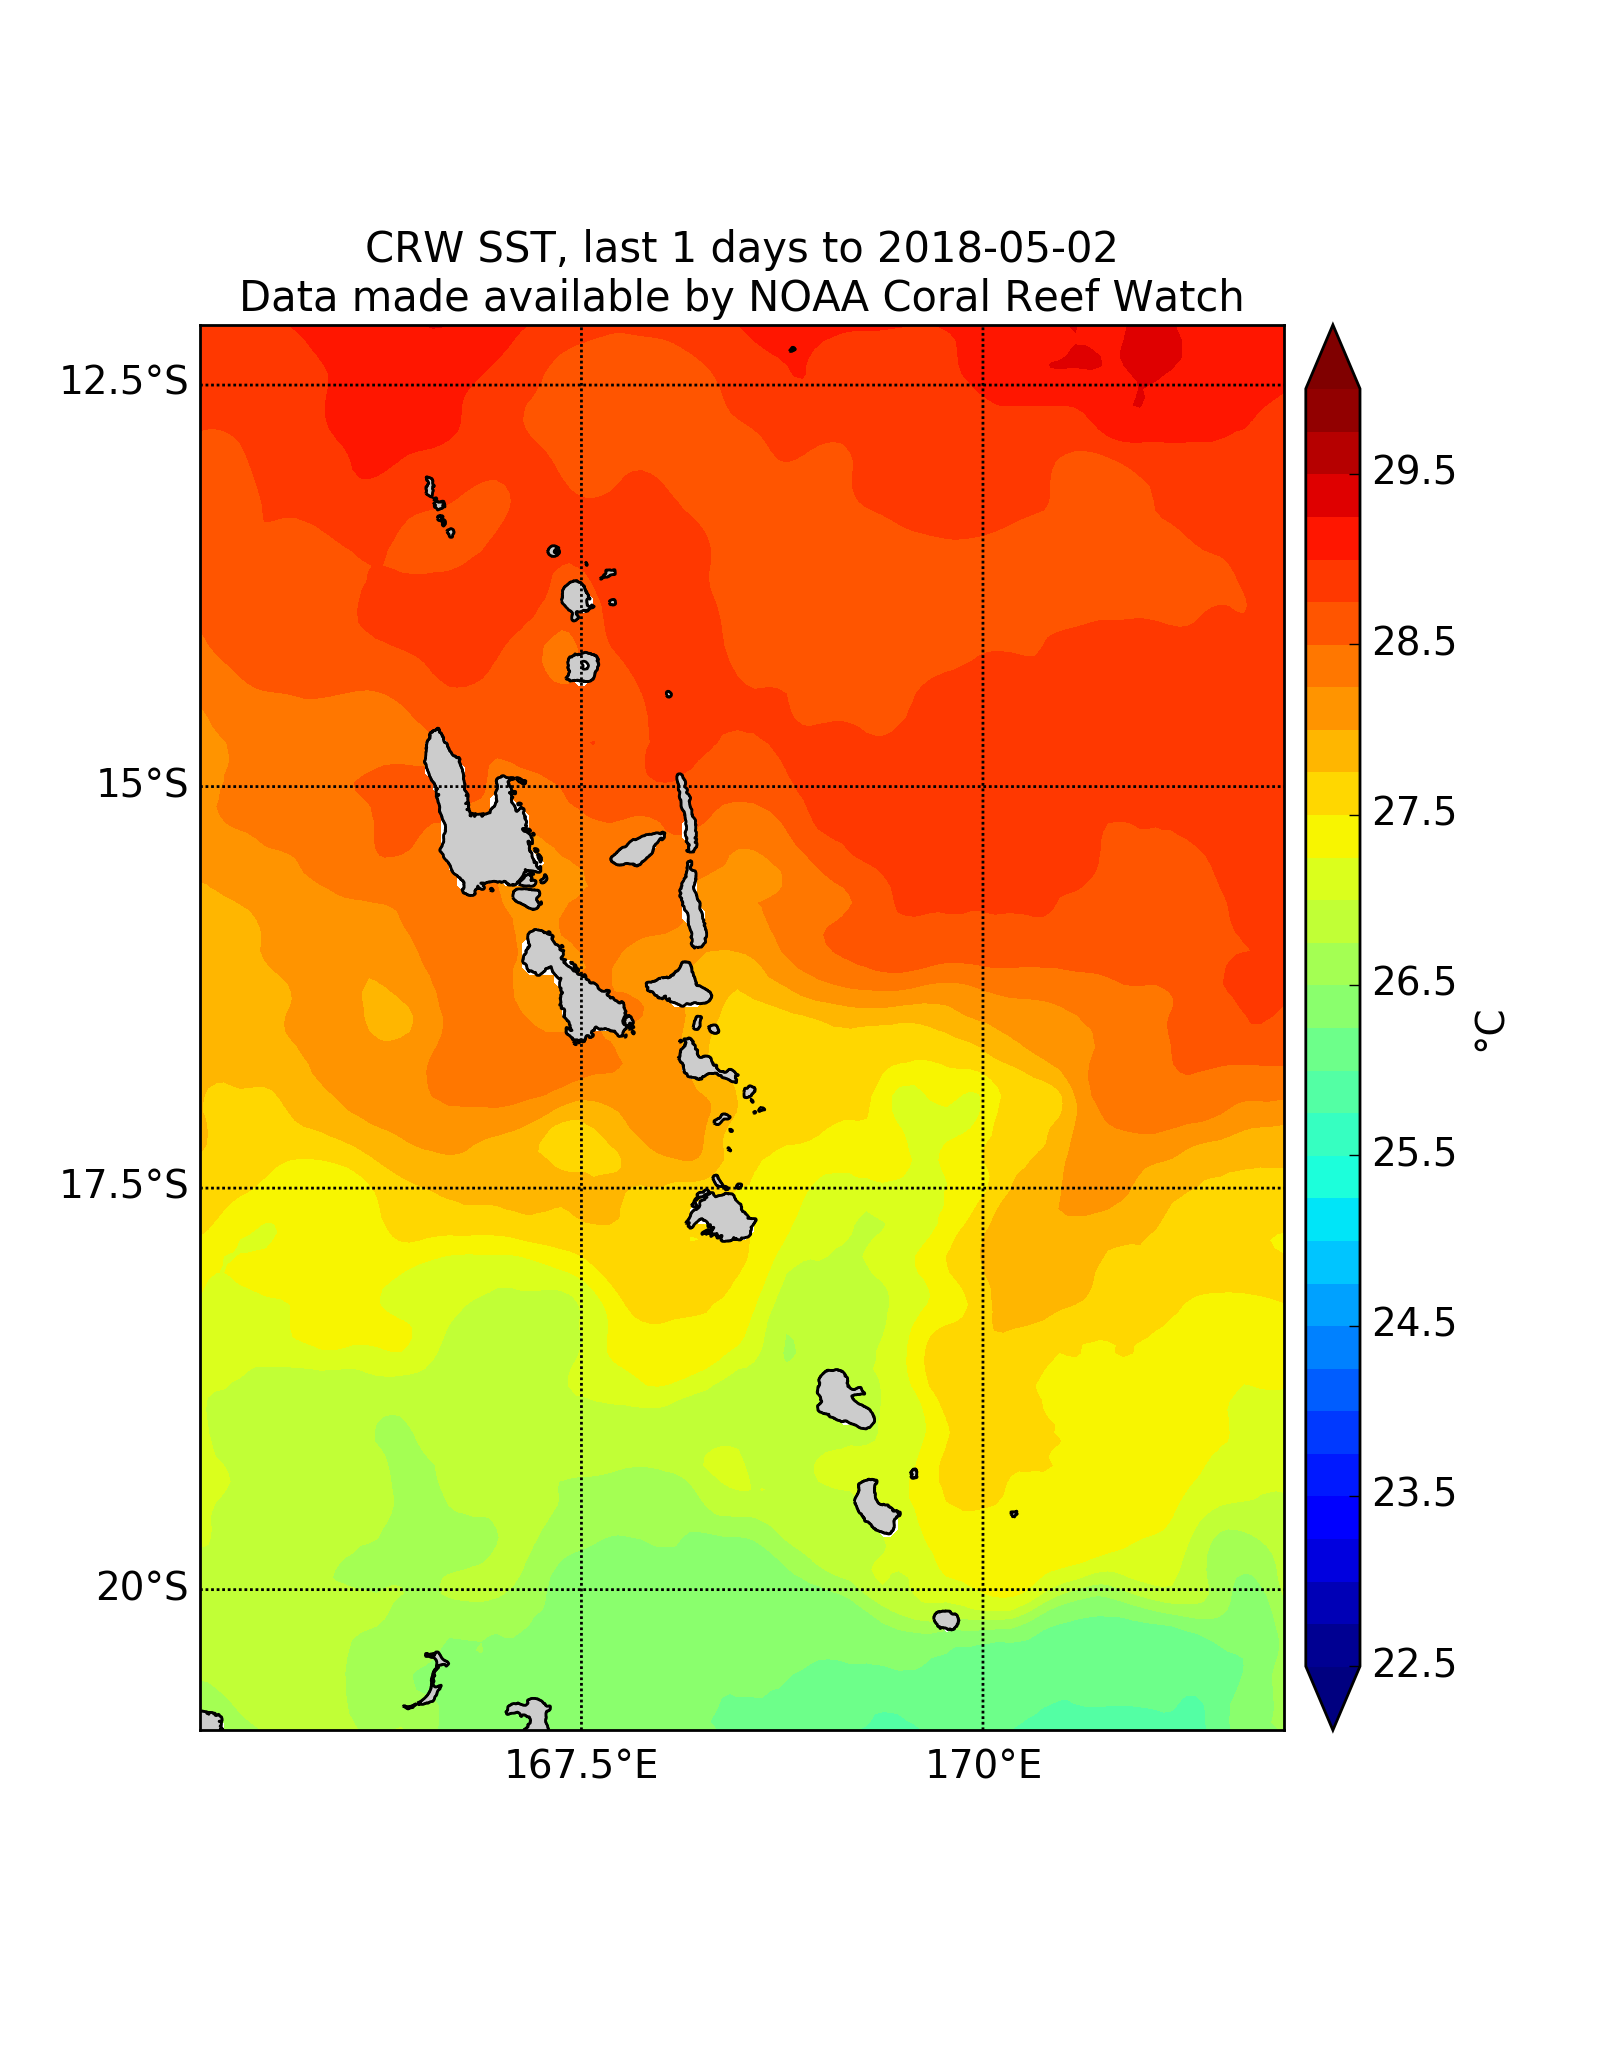 CRW SST, last 1 days to 2018-05-02
Data made available by NOAA Coral Reef Watch
12.5°S
15°S
17.5°S
20°S
167.5°E
170°E
29.5
28.5
27.5
26.5
25.5
24.5
23.5
22.5
°C